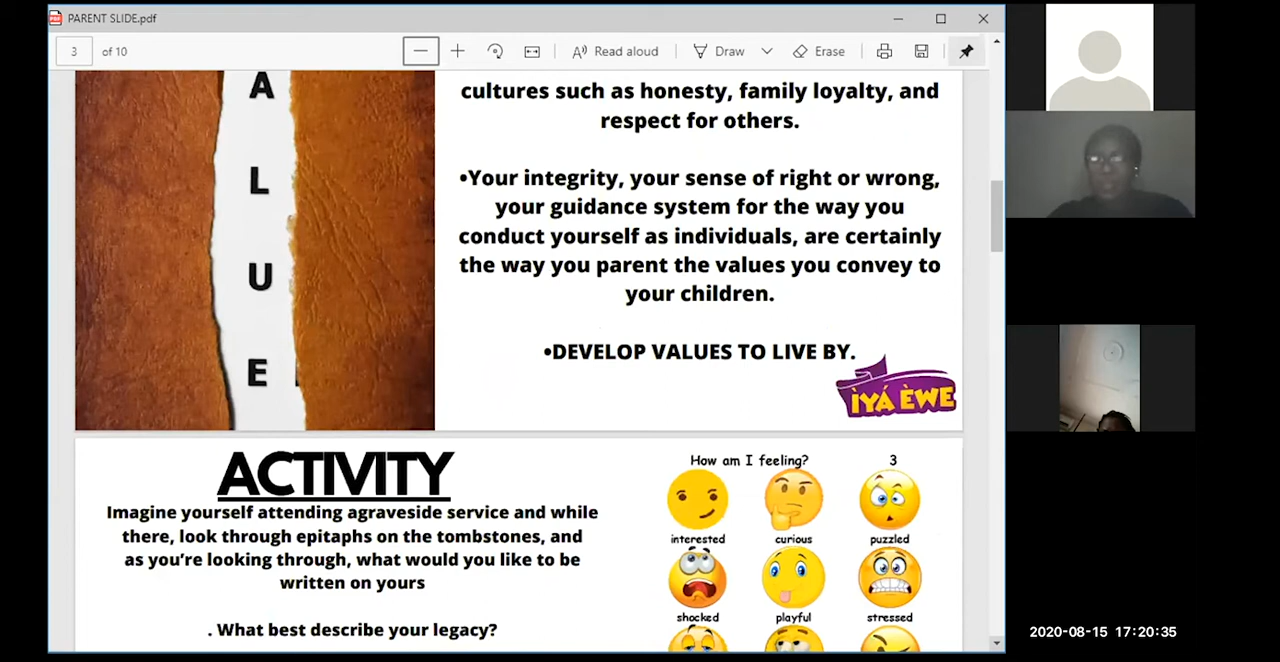 PARENT SLIDE.pdf
3 of 10
Read aloud
Draw
Erase
A
L
U
E
cultures such as honesty, family loyalty, and
respect for others.
•Your integrity, your sense of right or wrong,
your guidance system for the way you
conduct yourself as individuals, are certainly
the way you parent the values you convey to
your children.
•DEVELOP VALUES TO LIVE BY.
ÌYÁ ÈWE
ACTIVITY
Imagine yourself attending agraveside service and while
there, look through epitaphs on the tombstones, and
as you're looking through, what would you like to be
written on yours
. What best describe your legacy?
How am I feeling? 3
interested curious puzzled
shocked playful stressed
2020-08-15 17:20:35